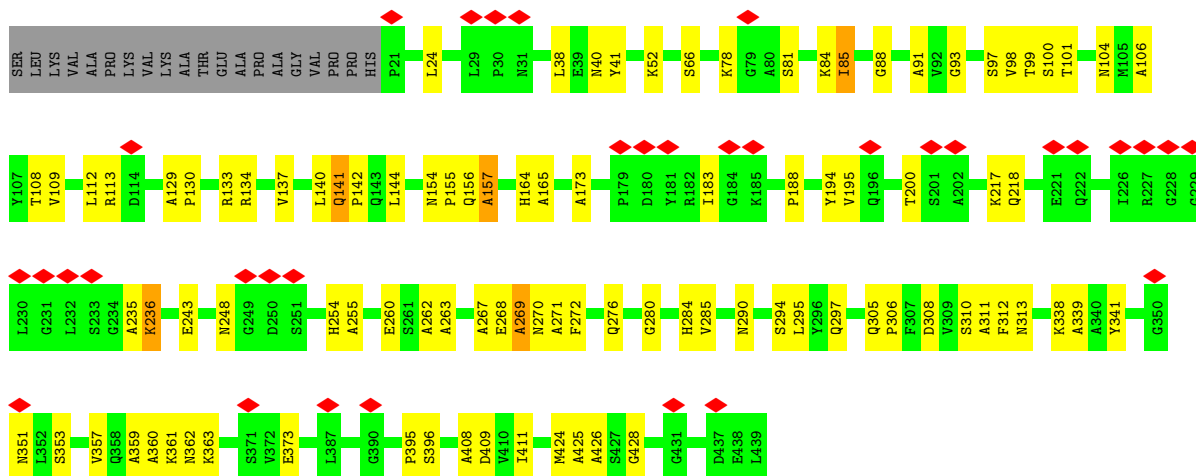 SER LEU LYS VAL ALA PRO LYS VAL LYS ALA THR GLU ALA PRO ALA GLY VAL PRO PRO HIS P21 L24 L29 P30 N31 L38 E39 N40 Y41 K52 S66 K78 G79 A80 S81 K84 I85 G88 A91 V92 G93 S97 V98 T99 S100 T101 N104 M105 A106
Y107 T108 V109 L112 R113 D114 A129 P130 R133 R134 V137 L140 Q141 P142 Q143 L144 N154 P155 Q156 A157 H164 A165 A173 P179 D180 Y181 R182 I183 G184 K185 P188 Y194 V195 Q196 T200 S201 A202 K217 Q218 E221 Q222 I226 R227 G228 G229
L230 G231 L232 S233 G234 A235 K236 E243 N248 G249 D250 S251 H254 A255 E260 S261 A262 A263 A267 E268 A269 N270 A271 F272 Q276 G280 H284 V285 N290 S294 L295 Y296 Q297 Q305 P306 F307 D308 V309 S310 A311 F312 N313 K338 A339 A340 Y341 G350
N351 L352 S353 V357 Q358 A359 A360 K361 N362 K363 S371 V372 E373 L387 G390 P395 S396 A408 D409 V410 I411 M424 A425 A426 S427 G428 G431 D437 E438 L439